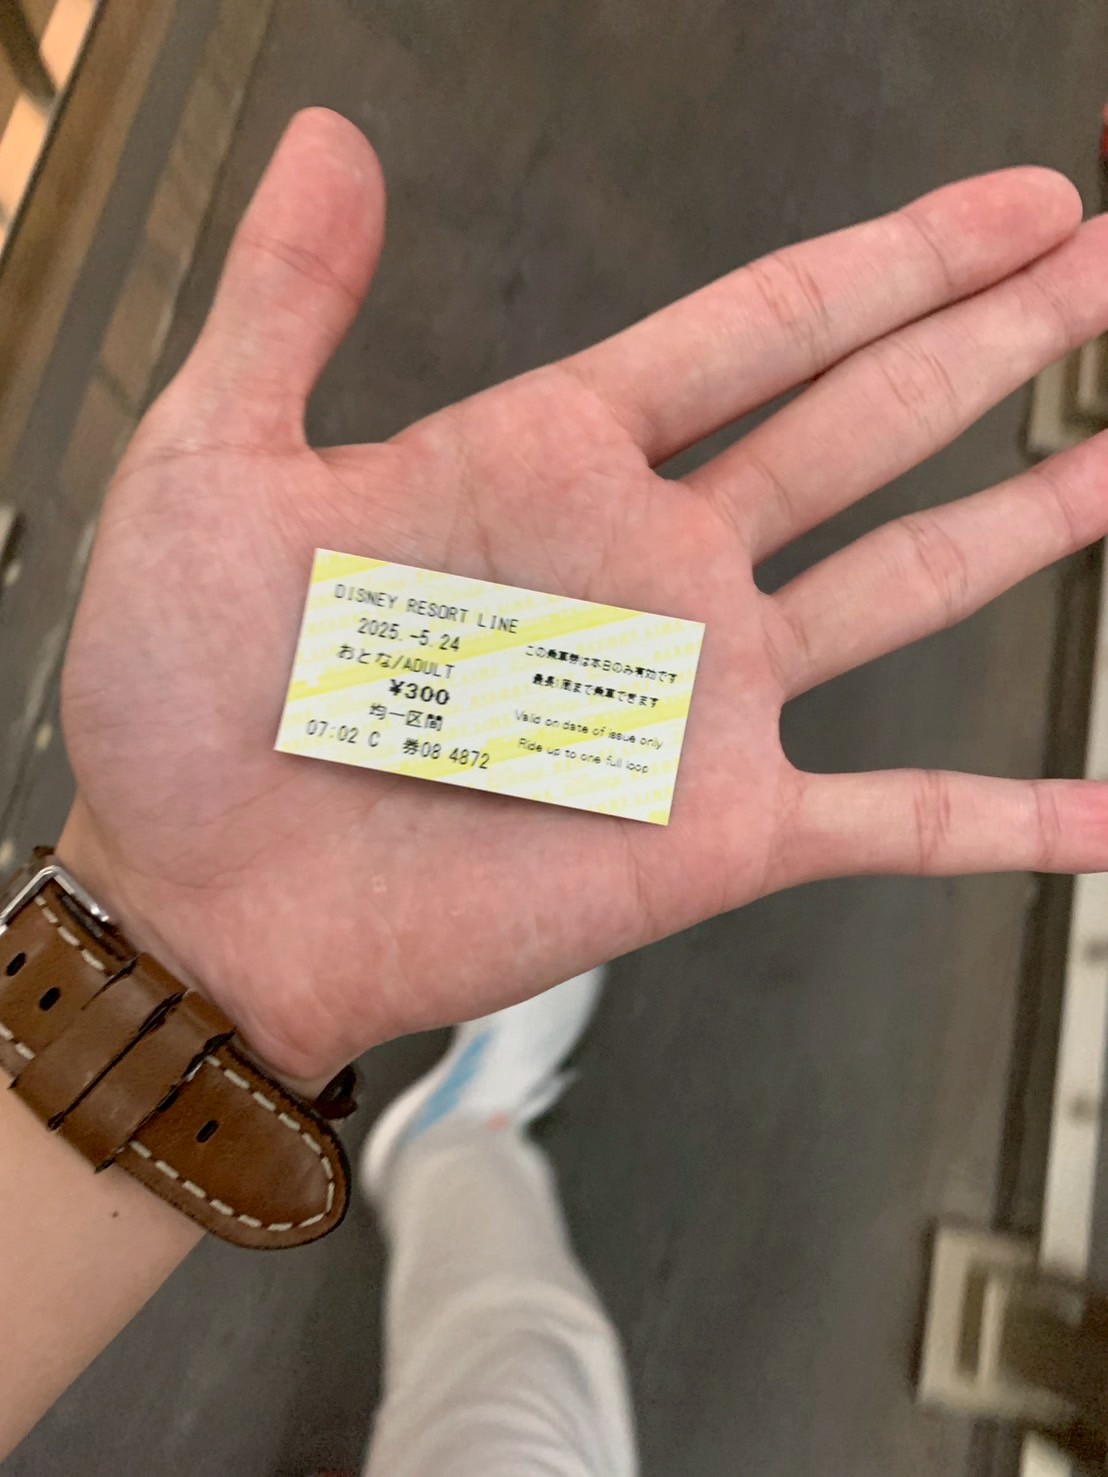 DISNEY RESORT LINE
2025.-5.24
おとな/ADULT
¥300
均一区間
07:02 C 券08 4872
この乗車券は本日のみ有効です
最長1周まで乗車できます
Valid on date of issue only
Ride up to one full loop